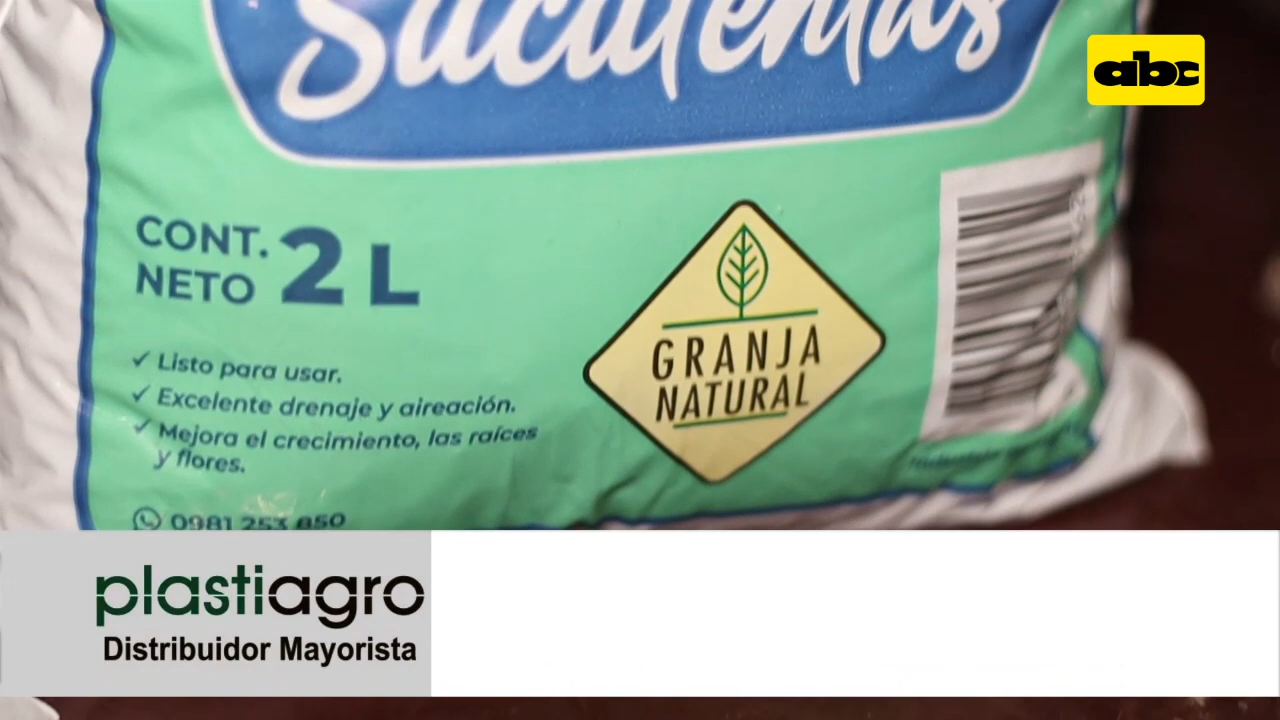 Suculentas
abc
CONT.
NETO 2 L
✓ Listo para usar.
✓ Excelente drenaje y aireación.
✓ Mejora el crecimiento, las raíces
y flores.
0981 253 850
GRANJA
NATURAL
plastiagro
Distribuidor Mayorista